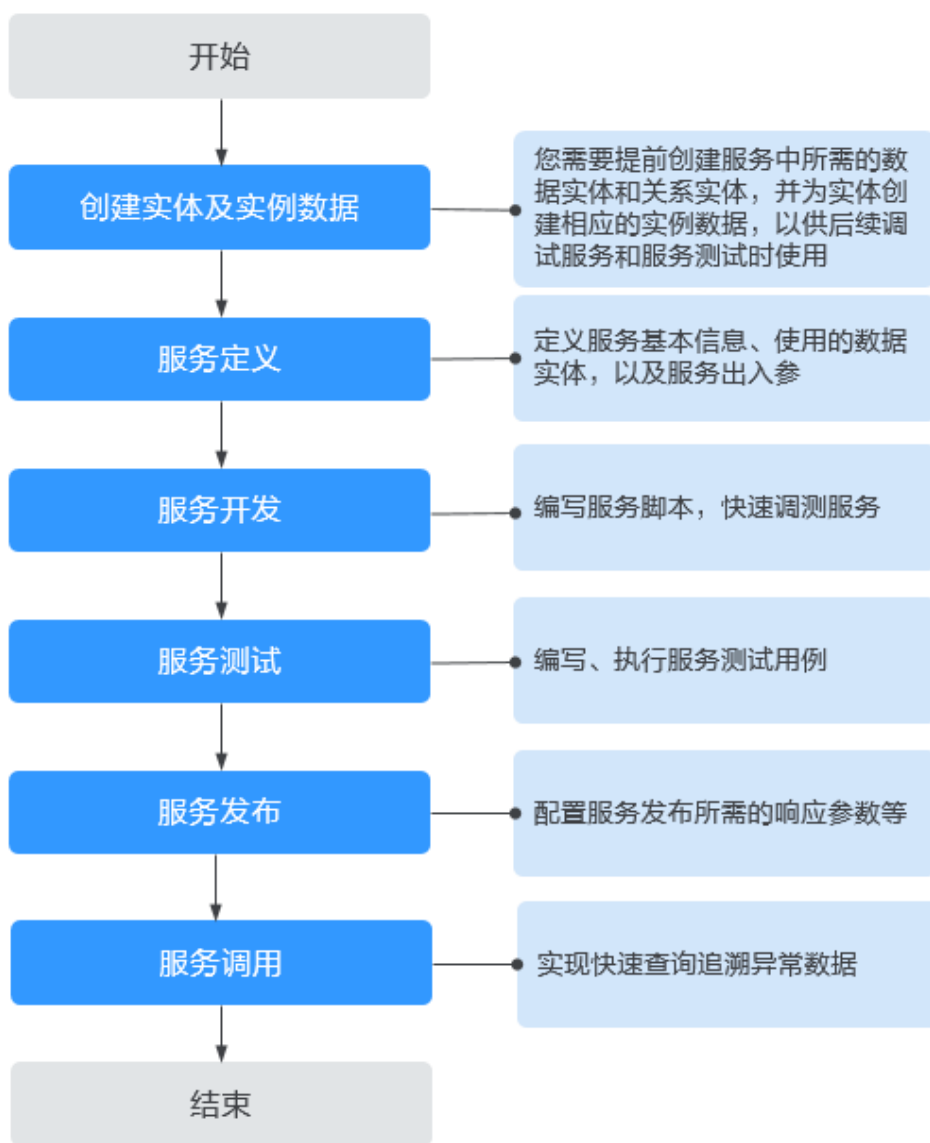 开始
创建实体及实例数据
您需要提前创建服务中所需的数
据实体和关系实体，并为实体创
建相应的实例数据，以供后续调
试服务和服务测试时使用
服务定义
定义服务基本信息、使用的数据
实体，以及服务出入参
服务开发
编写服务脚本，快速调测服务
服务测试
编写、执行服务测试用例
服务发布
配置服务发布所需的响应参数等
服务调用
实现快速查询追溯异常数据
结束